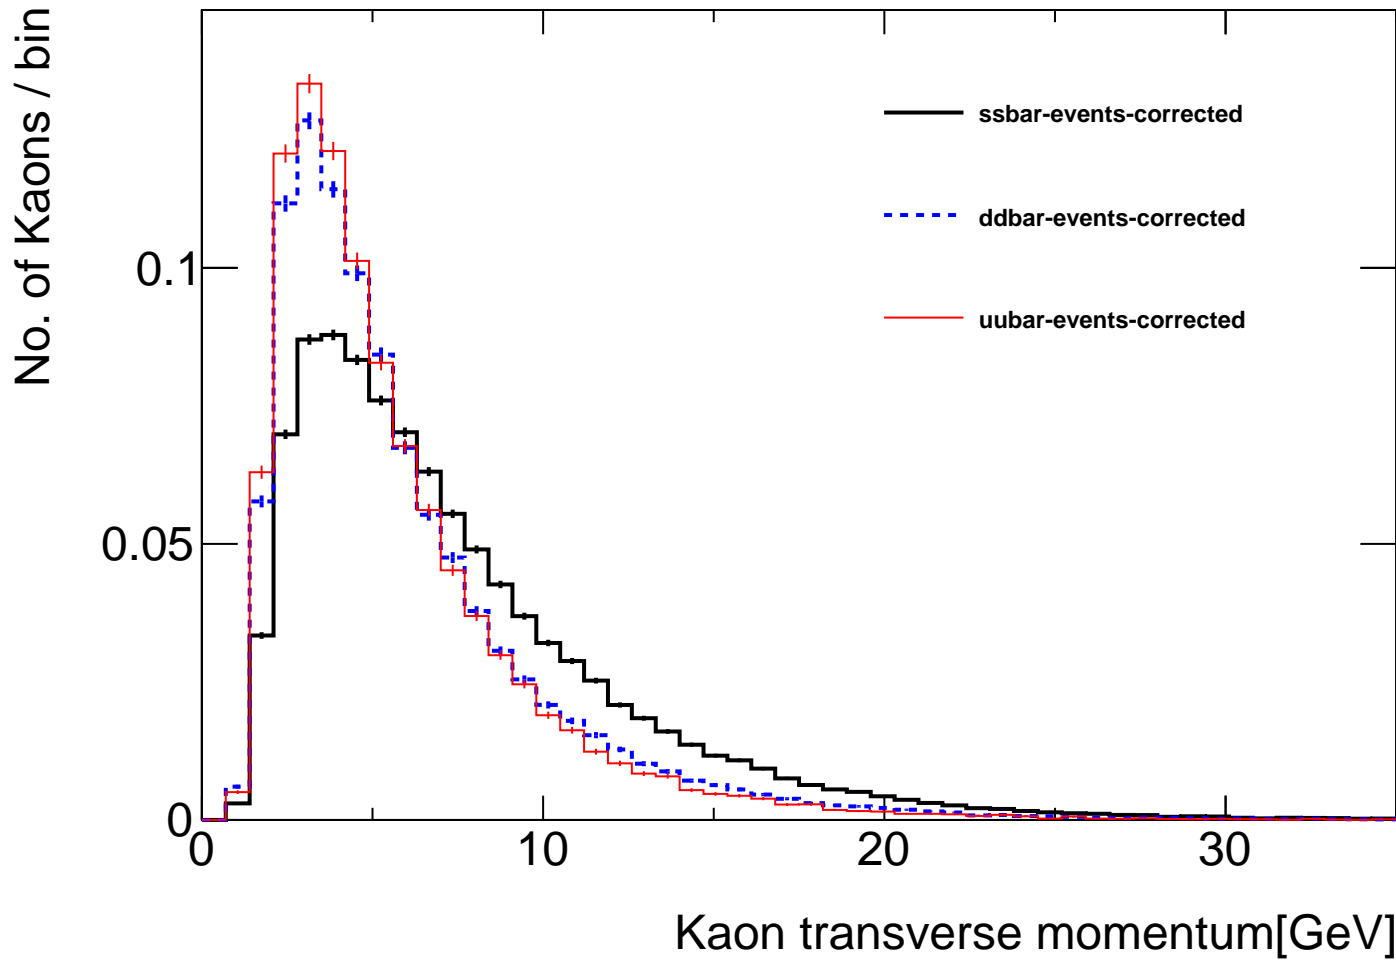 No. of Kaons / bin
0.1
0.05
0
0
10
20
30
Kaon transverse momentum[GeV]
ssbar-events-corrected
ddbar-events-corrected
uubar-events-corrected